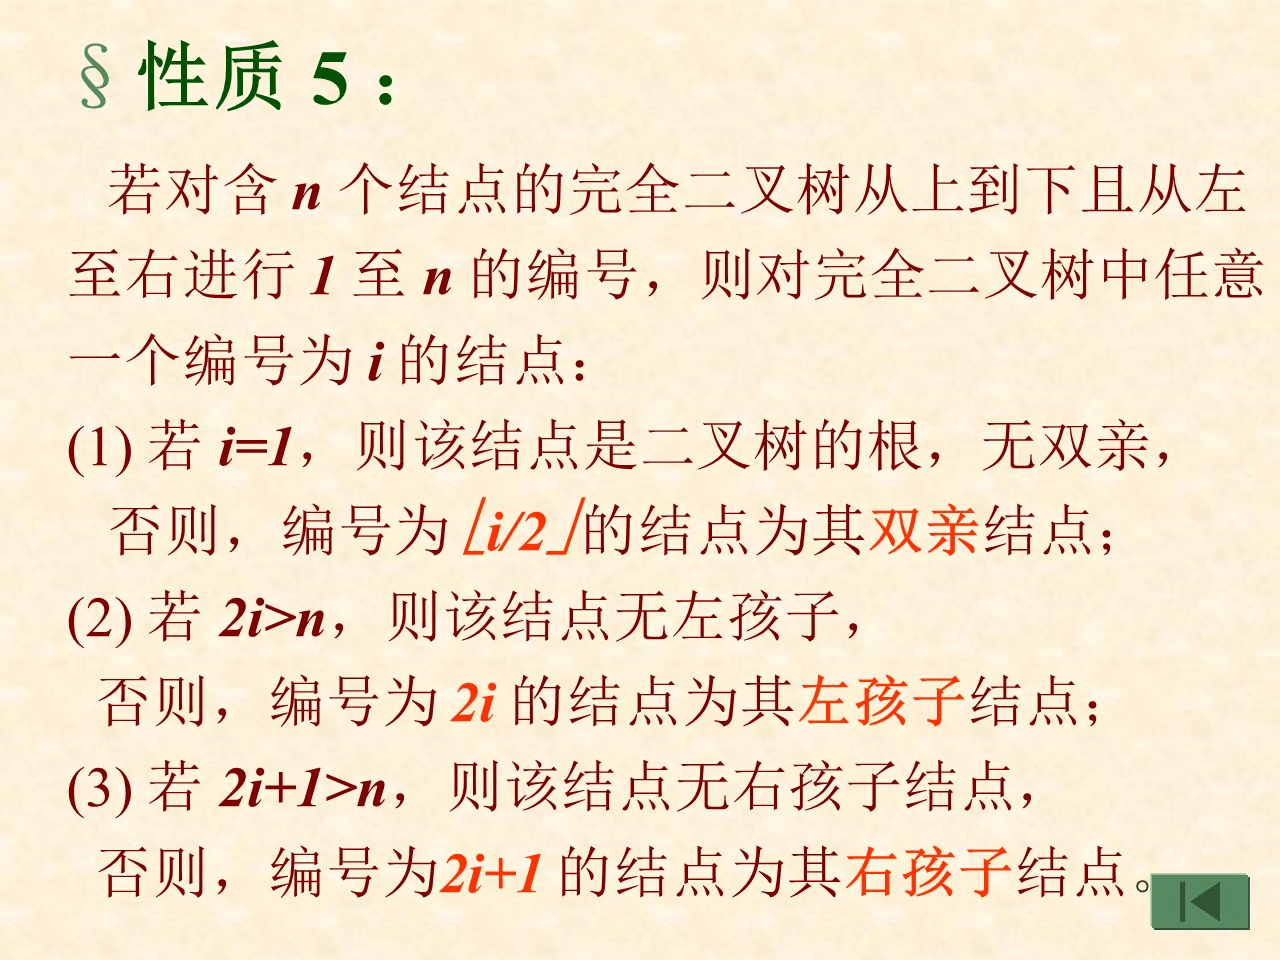 § 性质 5：
若对含 n 个结点的完全二叉树从上到下且从左
至右进行 1 至 n 的编号，则对完全二叉树中任意
一个编号为 i 的结点：
(1) 若 i=1，则该结点是二叉树的根，无双亲，
否则，编号为 ⌊i/2⌋的结点为其双亲结点；
(2) 若 2i>n，则该结点无左孩子，
否则，编号为 2i 的结点为其左孩子结点；
(3) 若 2i+1>n，则该结点无右孩子结点，
否则，编号为2i+1 的结点为其右孩子结点。